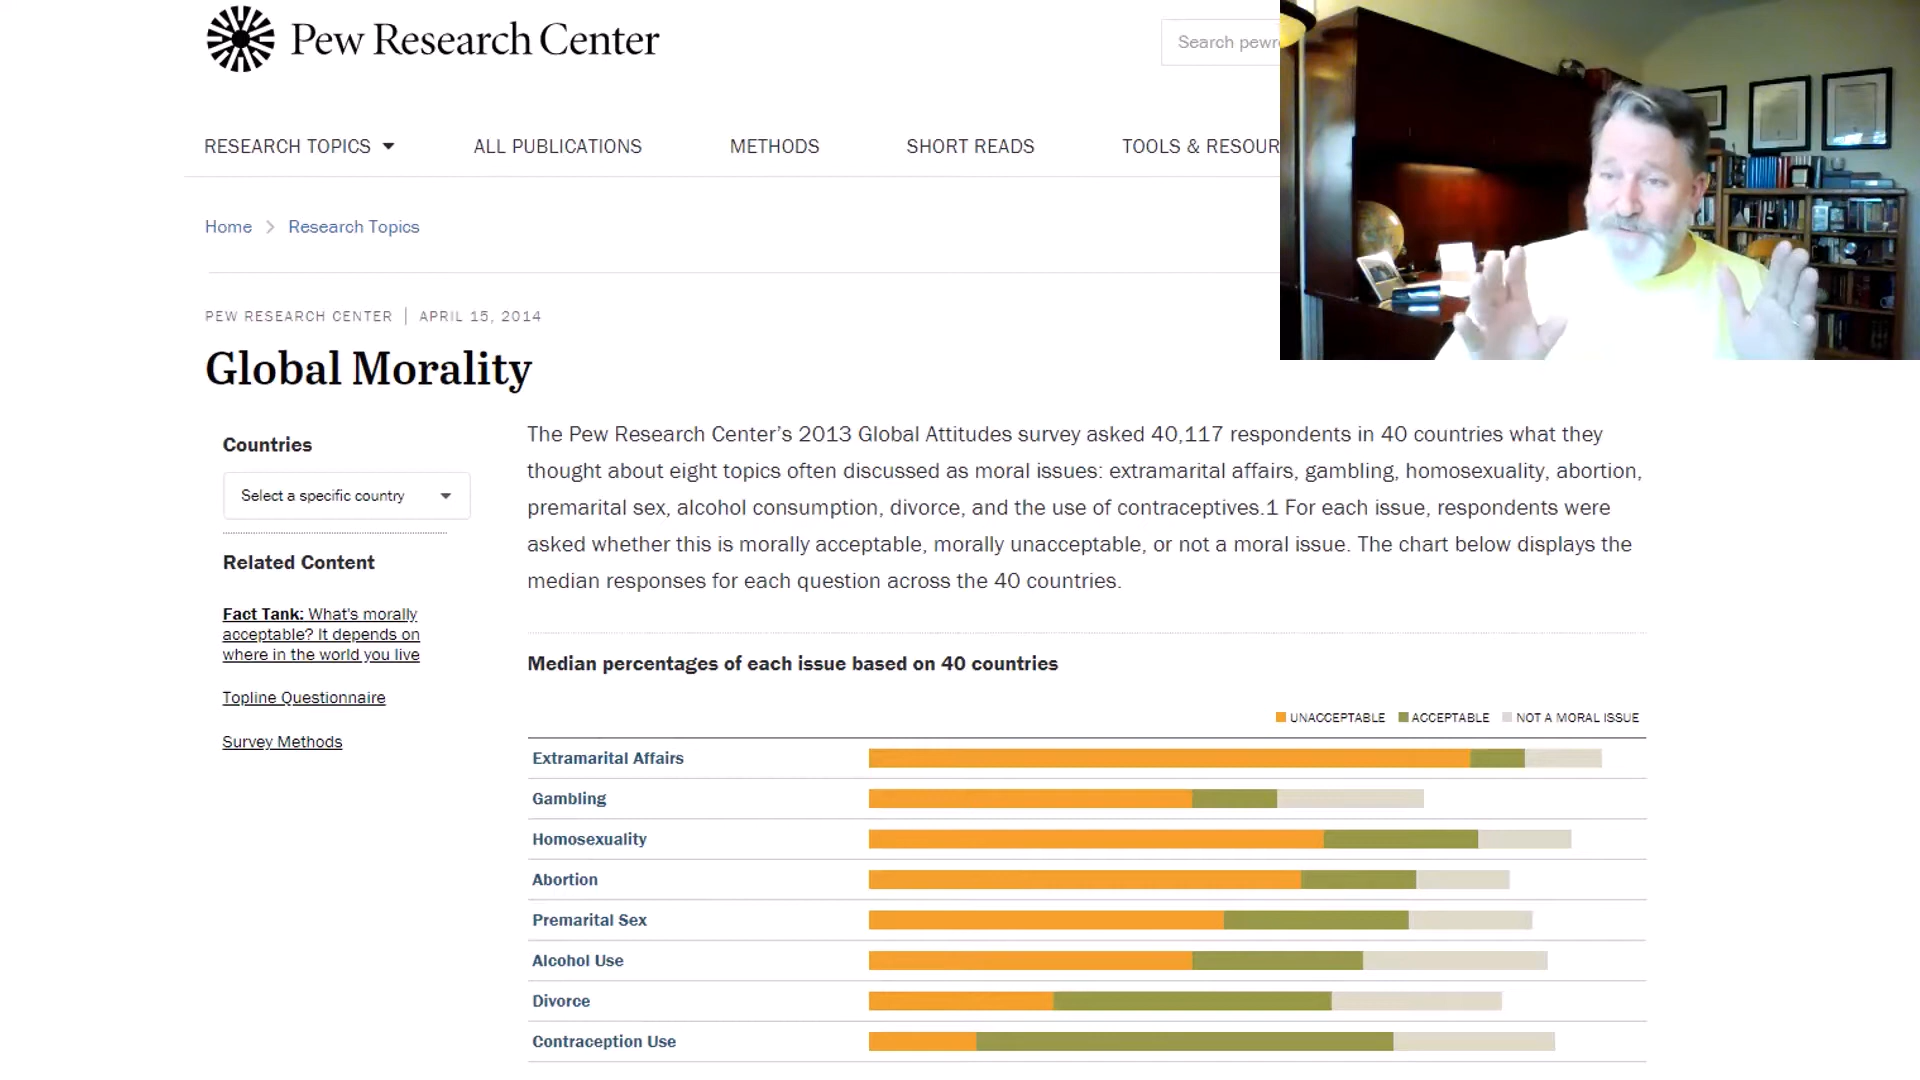 Pew Research Center
Search pewr
RESEARCH TOPICS
ALL PUBLICATIONS
METHODS
SHORT READS
TOOLS & RESOUR
Home
Research Topics
PEW RESEARCH CENTER | APRIL 15, 2014
Global Morality
Countries
Select a specific country
Related Content
Fact Tank: What's morally
acceptable? It depends on
where in the world you live
Topline Questionnaire
Survey Methods
The Pew Research Center’s 2013 Global Attitudes survey asked 40,117 respondents in 40 countries what they
thought about eight topics often discussed as moral issues: extramarital affairs, gambling, homosexuality, abortion,
premarital sex, alcohol consumption, divorce, and the use of contraceptives.1 For each issue, respondents were
asked whether this is morally acceptable, morally unacceptable, or not a moral issue. The chart below displays the
median responses for each question across the 40 countries.
Median percentages of each issue based on 40 countries
UNACCEPTABLE ACCEPTABLE NOT A MORAL ISSUE
Extramarital Affairs
Gambling
Homosexuality
Abortion
Premarital Sex
Alcohol Use
Divorce
Contraception Use